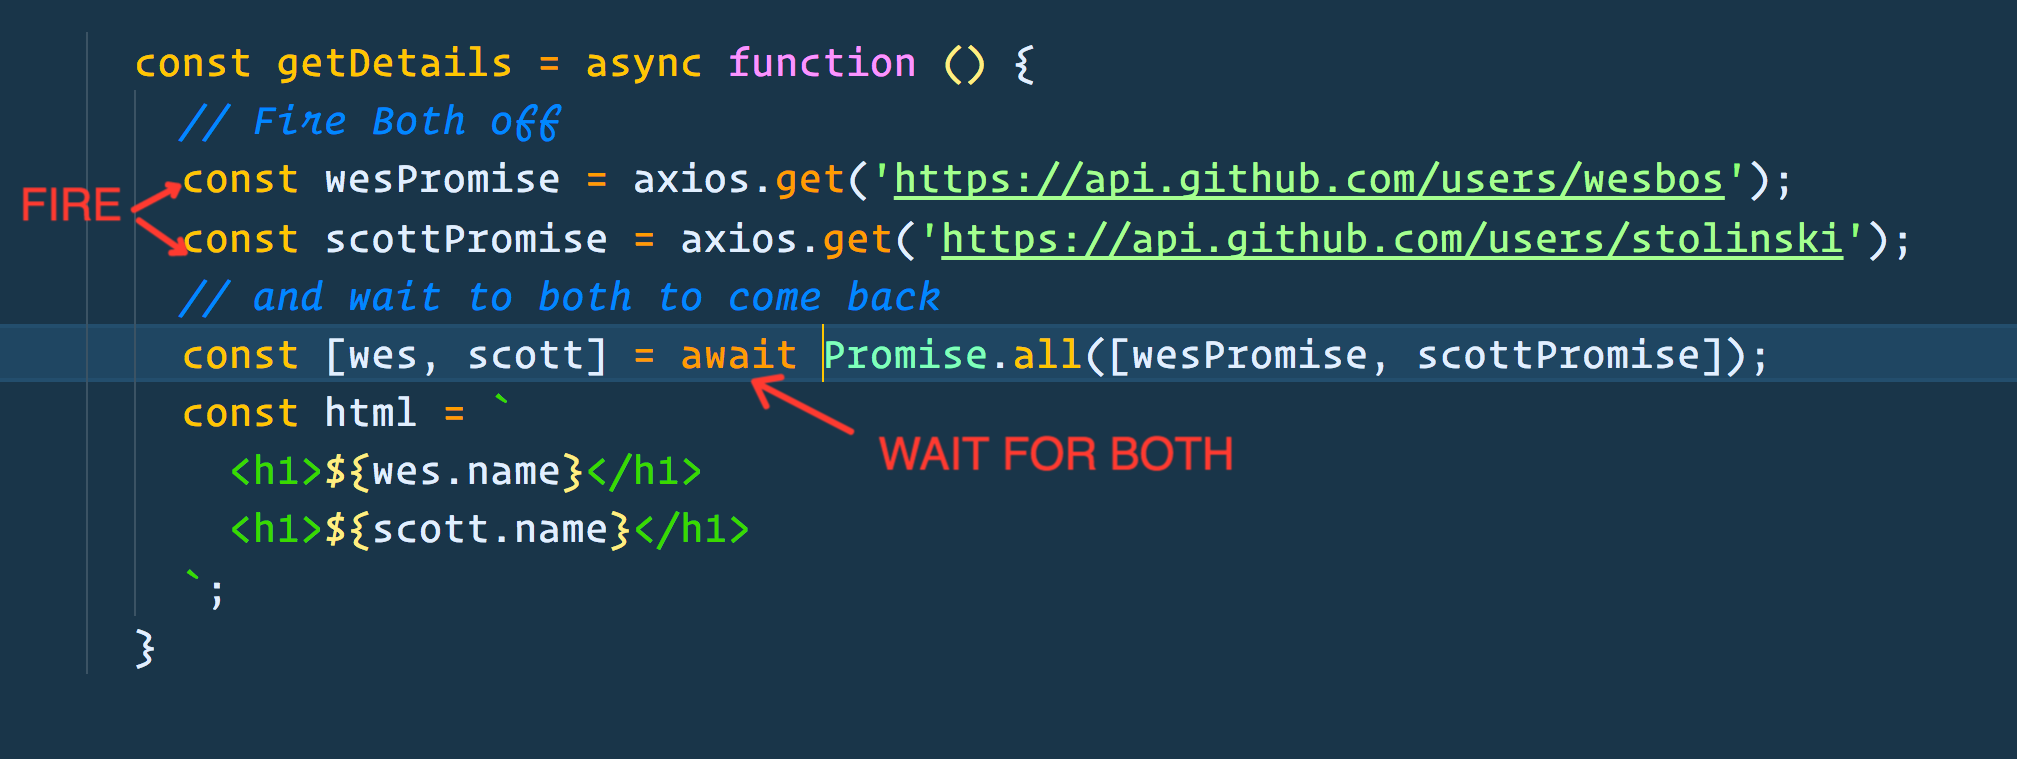 const getDetails = async function () {
// Fire Both off
const wesPromise = axios.get('https://api.github.com/users/wesbos');
FIRE
const scottPromise = axios.get('https://api.github.com/users/stolinski');
// and wait to both to come back
const [wes, scott] = await Promise.all([wesPromise, scottPromise]);
const html = `
WAIT FOR BOTH
<h1>${wes.name}</h1>
<h1>${scott.name}</h1>
`;
}